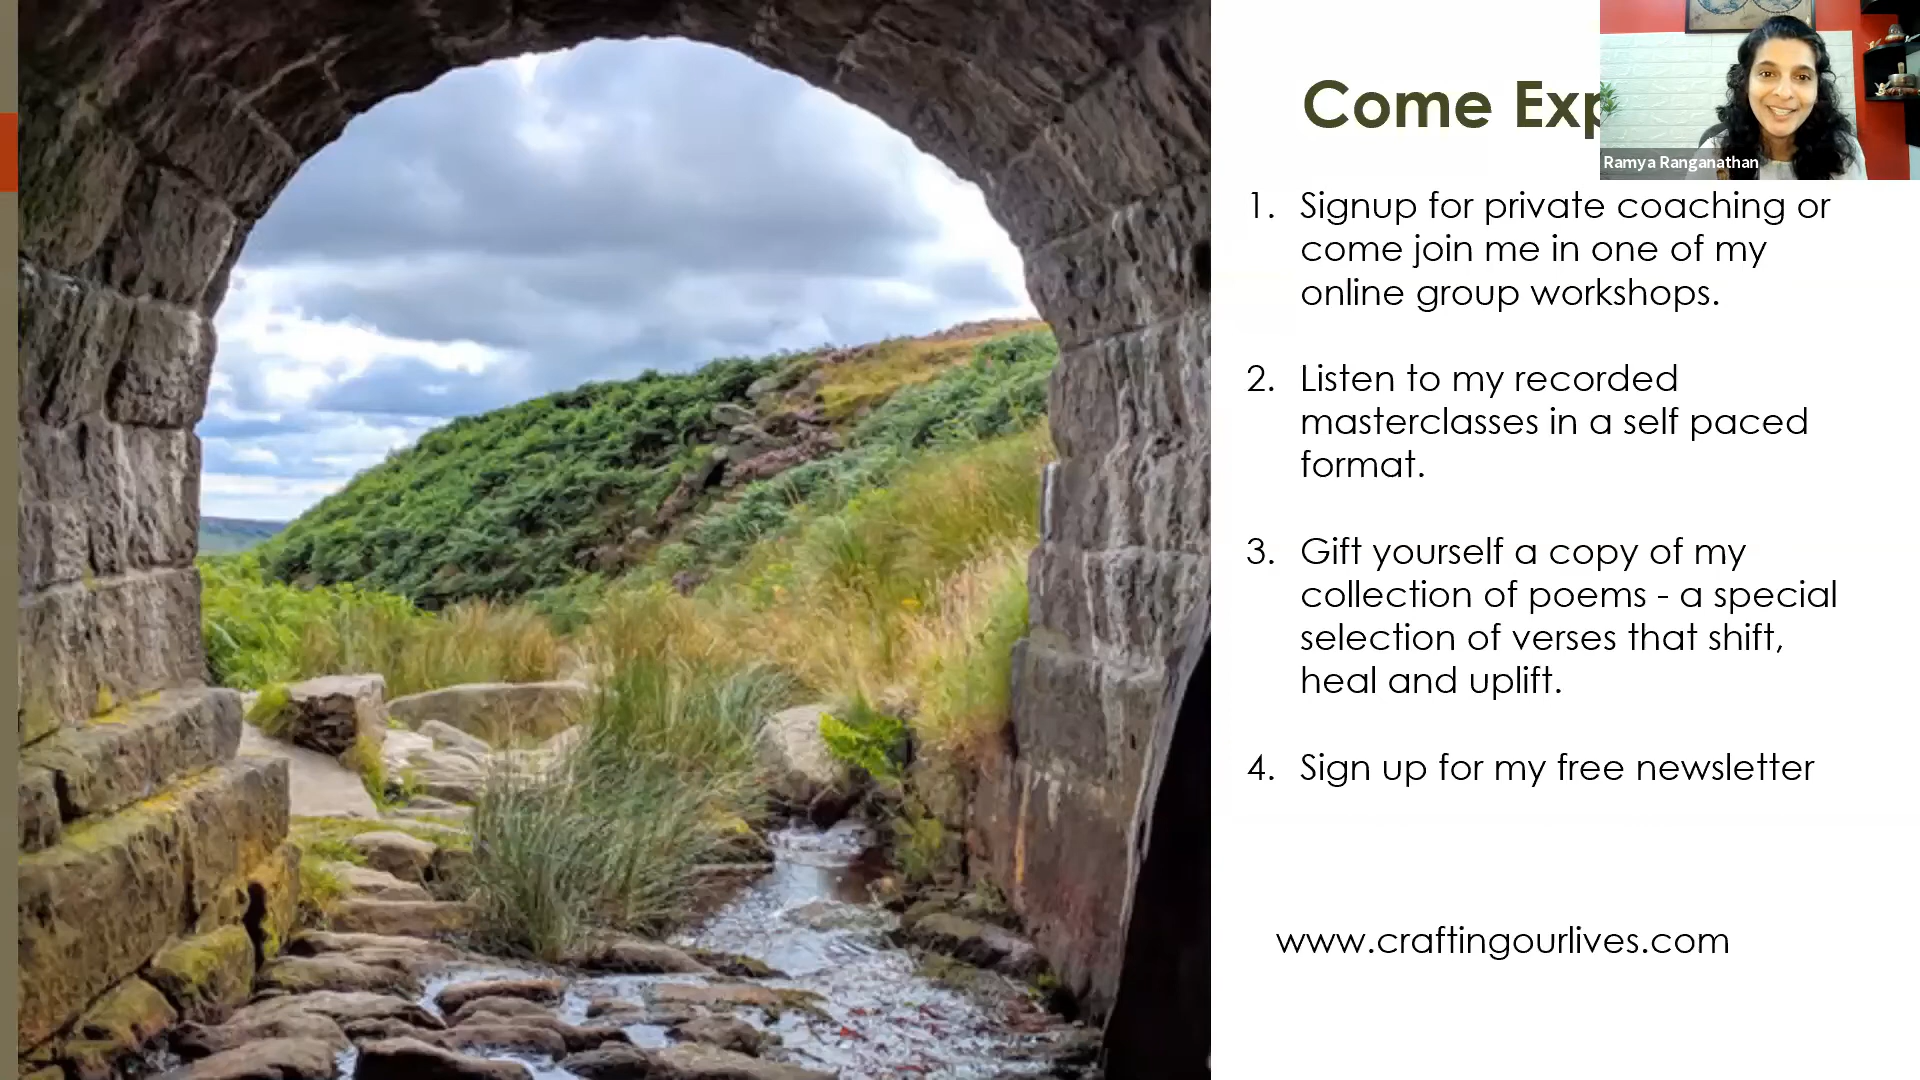 Come Exp
Ramya Ranganathan
1. Signup for private coaching or
come join me in one of my
online group workshops.
2. Listen to my recorded
masterclasses in a self paced
format.
3. Gift yourself a copy of my
collection of poems - a special
selection of verses that shift,
heal and uplift.
4. Sign up for my free newsletter
www.craftingourlives.com